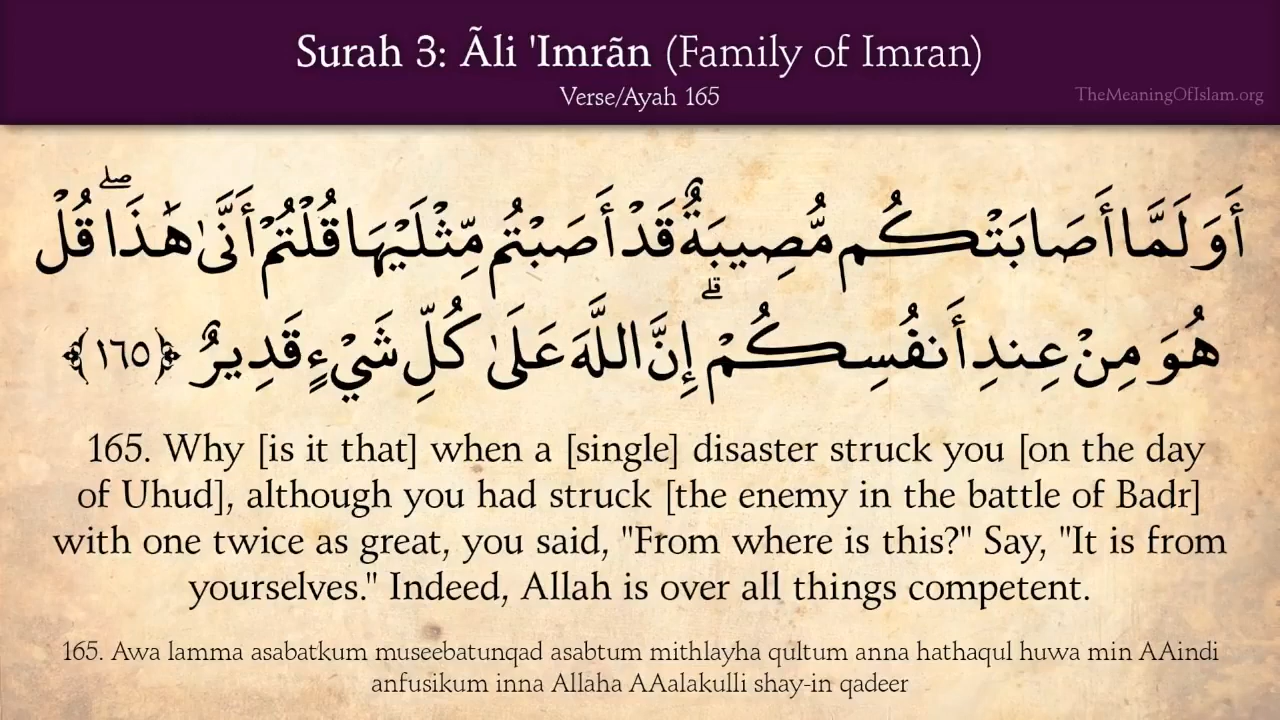 Surah 3: Ãli 'Imrãn (Family of Imran)
Verse/Ayah 165
TheMeaningOfIslam.org
أَوَلَمَّا أَصَابَتْكُم مُّصِيبَةٌ قَدْ أَصَبْتُم مِّثْلَيْهَا قُلْتُمْ أَنَّىٰ هَٰذَا ۖ قُلْ
هُوَ مِنْ عِندِ أَنفُسِكُمْ ۗ إِنَّ اللَّهَ عَلَىٰ كُلِّ شَيْءٍ قَدِيرٌ ﴿١٦٥﴾
165. Why [is it that] when a [single] disaster struck you [on the day
of Uhud], although you had struck [the enemy in the battle of Badr]
with one twice as great, you said, "From where is this?" Say, "It is from
yourselves." Indeed, Allah is over all things competent.
165. Awa lamma asabatkum museebatunqad asabtum mithlayha qultum anna hathaqul huwa min AAindi
anfusikum inna Allaha AAalakulli shay-in qadeer